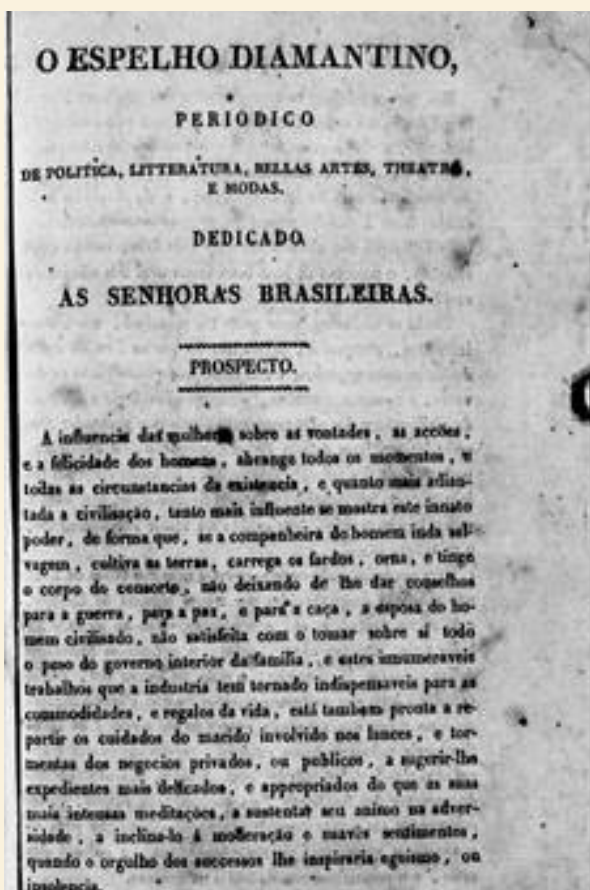 O ESPELHO DIAMANTINO,
PERIODICO
DE POLITICA, LITTERATURA, BELLAS ARTES, THEATRO,
E MODAS.
DEDICADO
AS SENHORAS BRASILEIRAS.
PROSPECTO.
A influencia das mulheres sobre as vontades, as acções,
e a felicidade dos homens, abrange todos os momentos, e
todas as circunstancias da existencia, e quanto mais adian-
tada a civilisação, tanto mais influente se mostra este innato
poder, de forma que, se a companheira do homem inda sel-
vagem, cultiva as terras, carrega os fardos, orna, e tinge
o corpo do consorte, não deixando de lhe dar conselhos
para a guerra, para a paz, e para a caça, a esposa do ho-
mem civilisado, não satisfeita com o tomar sobre si todo
o peso do governo interior da familia, e estes innumeraveis
trabalhos que a industria tem tornado indispensaveis para as
commodidades, e regalos da vida, está tambem pronta a re-
partir os cuidados do marido involvido nos lances, e tor-
mentas dos negocios privados, ou publicos, a sugerir-lhe
expedientes mais delicados, e appropriados do que as suas
mais intensas meditações, a sustentar seu animo na adver-
sidade, a inclina-lo á moderação e suaves sentimentos,
quando o orgulho dos successos lhe inspiraria egoismo, ou
insolencia.